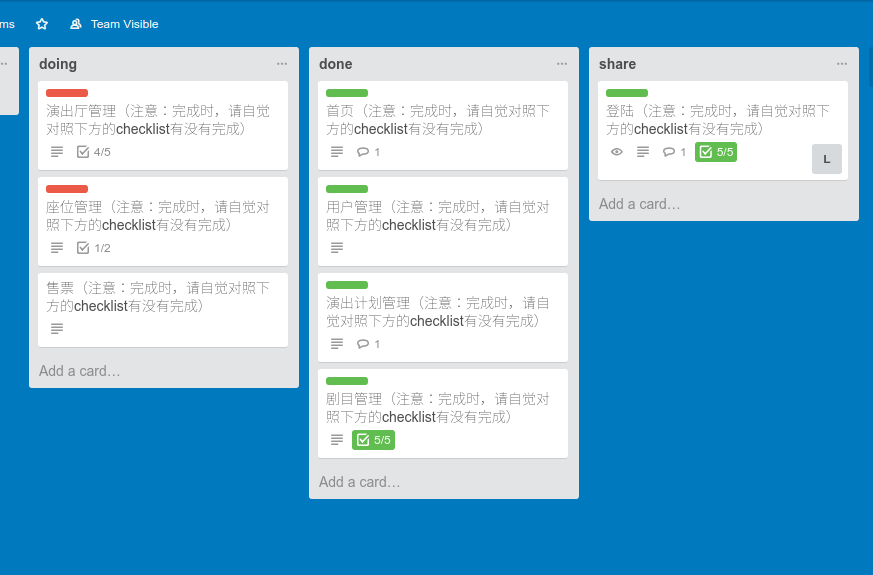 ms Team Visible
doing
演出厅管理（注意：完成时，请自觉
对照下方的checklist有没有完成）
4/5
座位管理（注意：完成时，请自觉对
照下方的checklist有没有完成）
1/2
售票（注意：完成时，请自觉对照下
方的checklist有没有完成）
Add a card…
done
首页（注意：完成时，请自觉对照下
方的checklist有没有完成）
1
用户管理（注意：完成时，请自觉对
照下方的checklist有没有完成）
演出计划管理（注意：完成时，请自
觉对照下方的checklist有没有完成）
1
剧目管理（注意：完成时，请自觉对
照下方的checklist有没有完成）
5/5
Add a card…
share
登陆（注意：完成时，请自觉对照下
方的checklist有没有完成）
1 5/5
L
Add a card…